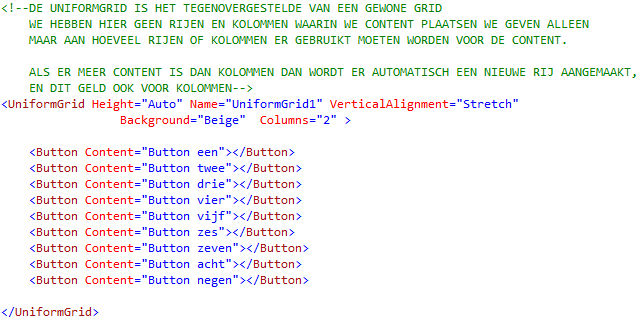 <!--DE UNIFORMGRID IS HET TEGENOVERGESTELDE VAN EEN GEWONE GRID
WE HEBBEN HIER GEEN RIJEN EN KOLOMMEN WAARIN WE CONTENT PLAATSEN WE GEVEN ALLEEN
MAAR AAN HOEVEEL RIJEN OF KOLOMMEN ER GEBRUIKT MOETEN WORDEN VOOR DE CONTENT.
ALS ER MEER CONTENT IS DAN KOLOMMEN DAN WORDT ER AUTOMATISCH EEN NIEUWE RIJ AANGEMAAKT,
EN DIT GELD OOK VOOR KOLOMMEN-->
<UniformGrid Height="Auto" Name="UniformGrid1" VerticalAlignment="Stretch"
Background="Beige"  Columns="2" >
<Button Content="Button een"></Button>
<Button Content="Button twee"></Button>
<Button Content="Button drie"></Button>
<Button Content="Button vier"></Button>
<Button Content="Button vijf"></Button>
<Button Content="Button zes"></Button>
<Button Content="Button zeven"></Button>
<Button Content="Button acht"></Button>
<Button Content="Button negen"></Button>
</UniformGrid>